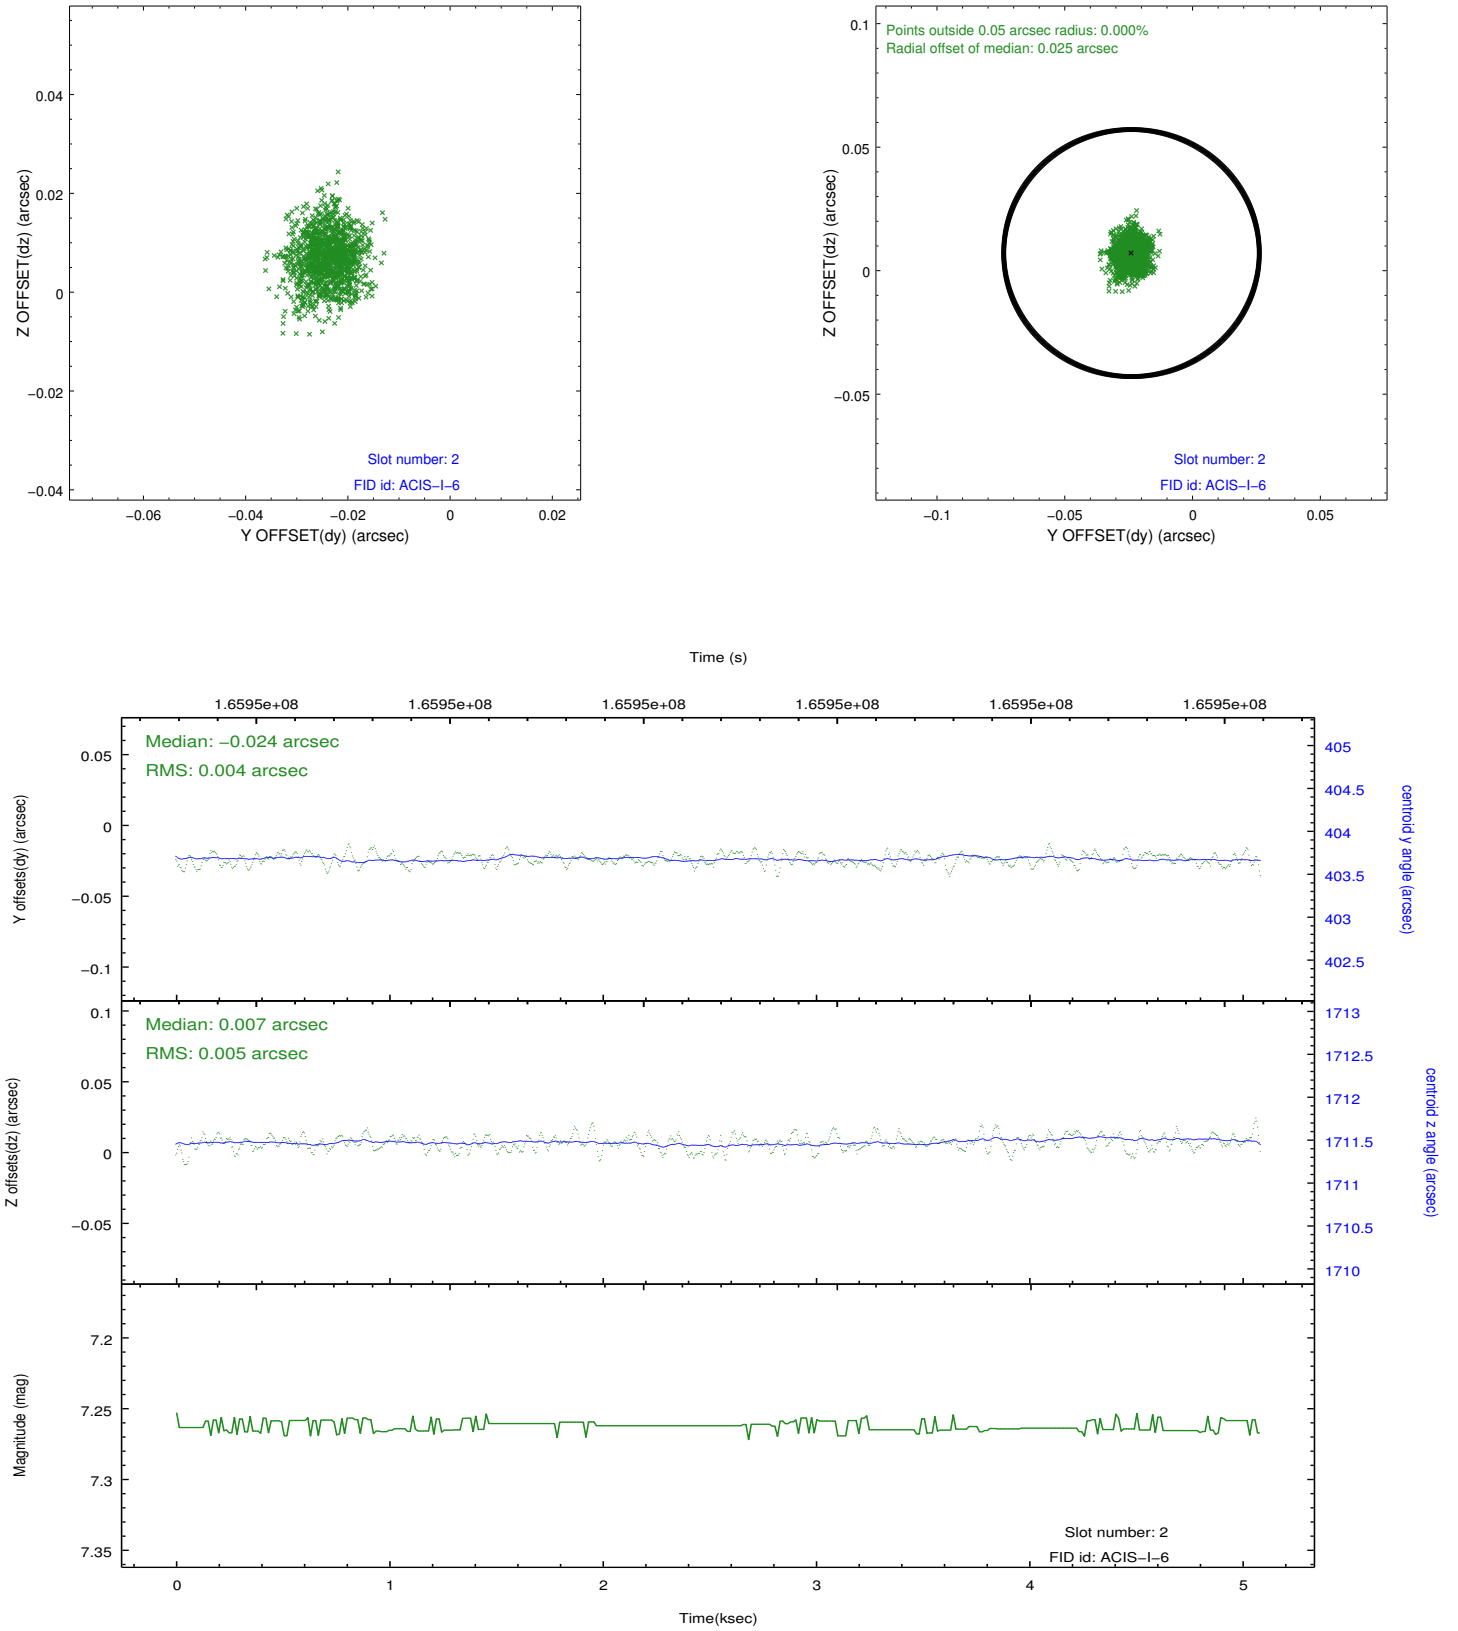 0.04
0.02
0
−0.02
−0.04
Z OFFSET(dz) (arcsec)
−0.06
−0.04
−0.02
0
0.02
Y OFFSET(dy) (arcsec)
Slot number: 2
FID id: ACIS−I−6
Points outside 0.05 arcsec radius: 0.000%
Radial offset of median: 0.025 arcsec
0.1
0.05
0
−0.05
Z OFFSET(dz) (arcsec)
−0.1
−0.05
0
0.05
Y OFFSET(dy) (arcsec)
Slot number: 2
FID id: ACIS−I−6
Time (s)
1.6595e+08
1.6595e+08
1.6595e+08
1.6595e+08
1.6595e+08
1.6595e+08
Median: −0.024 arcsec
RMS: 0.004 arcsec
0.05
0
−0.05
−0.1
Y offsets(dy) (arcsec)
405
404.5
404
403.5
403
402.5
centroid y angle (arcsec)
Median: 0.007 arcsec
RMS: 0.005 arcsec
0.1
0.05
0
−0.05
Z offsets(dz) (arcsec)
1713
1712.5
1712
1711.5
1711
1710.5
1710
centroid z angle (arcsec)
7.2
7.25
7.3
7.35
Magnitude (mag)
Slot number: 2
FID id: ACIS−I−6
0
1
2
3
4
5
Time(ksec)